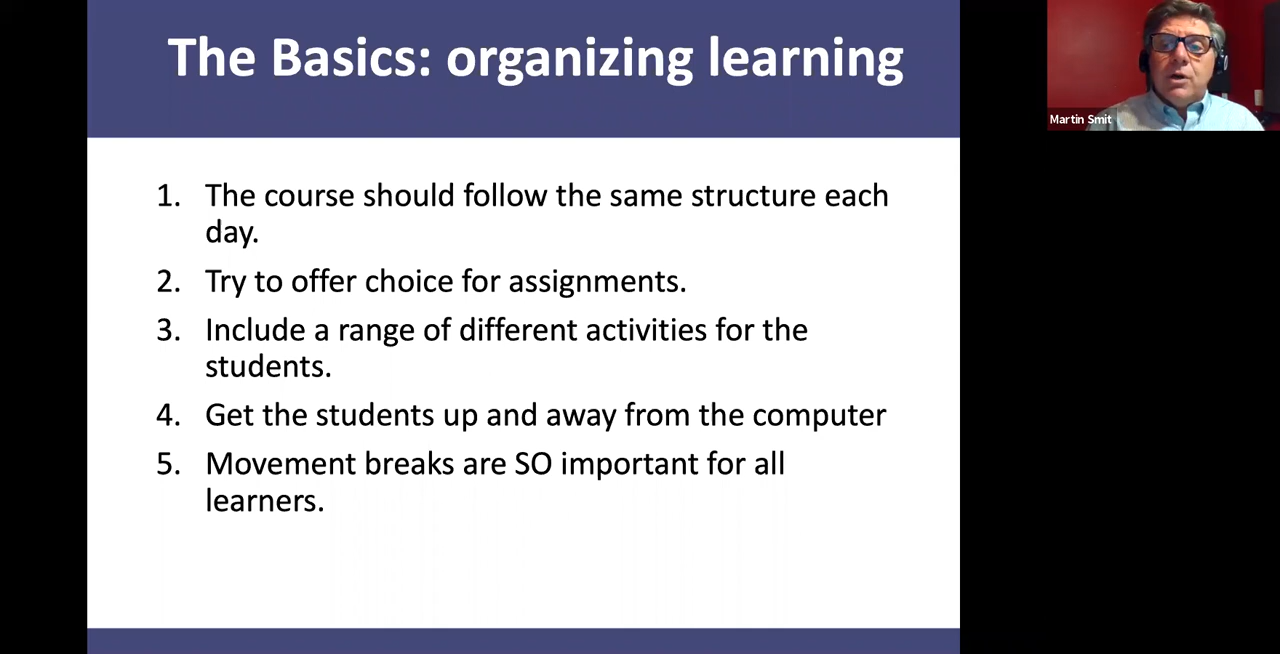 The Basics: organizing learning
1. The course should follow the same structure each
day.
2. Try to offer choice for assignments.
3. Include a range of different activities for the
students.
4. Get the students up and away from the computer
5. Movement breaks are SO important for all
learners.
Martin Smit